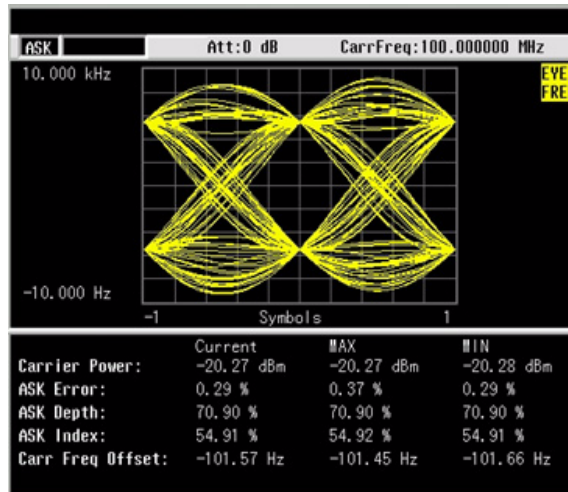 ASK Att:0 dB CarrFreq:100.000000 MHz
10.000 kHz EYE
FRE
-10.000 Hz
-1 Symbols 1
Current MAX MIN
Carrier Power: -20.27 dBm -20.27 dBm -20.28 dBm
ASK Error: 0.29 % 0.37 % 0.29 %
ASK Depth: 70.90 % 70.90 % 70.90 %
ASK Index: 54.91 % 54.92 % 54.91 %
Carr Freq Offset: -101.57 Hz -101.45 Hz -101.66 Hz